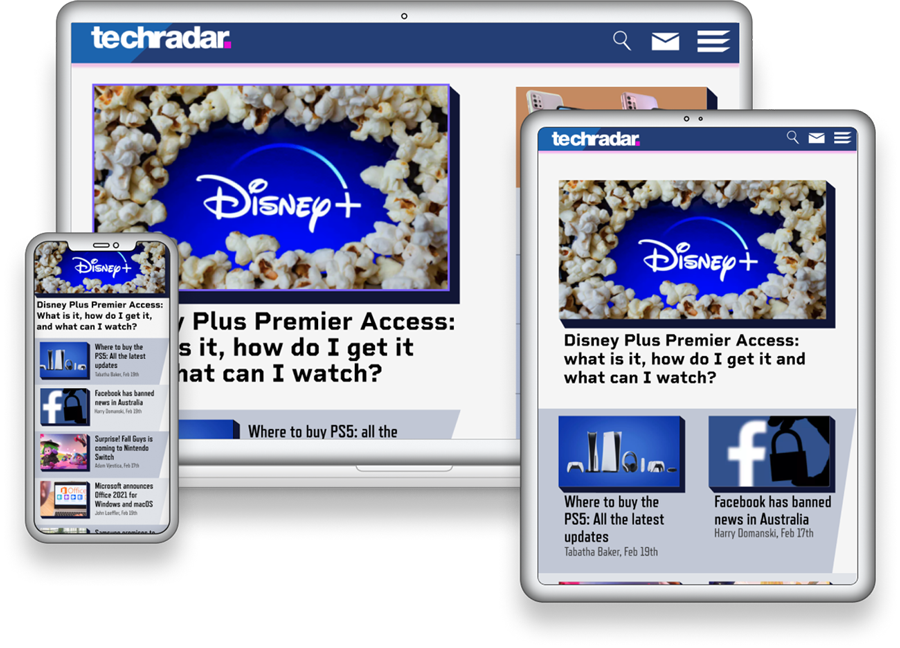 techradar.
Disney+
y Plus Premier Access:
s it, how do I get it
hat can I watch?
Where to buy PS5: all the
Disney+
Disney Plus Premier Access:
What is it, how do I get it,
and what can I watch?
Where to buy the
PS5: All the latest
updates
Tabatha Baker, Feb 19th
Facebook has banned
news in Australia
Harry Domanski, Feb 18th
Surprise! Fall Guys is
coming to Nintendo
Switch
Adam Vjestica, Feb 17th
Office
Microsoft announces
Office 2021 for
Windows and macOS
John Loeffler, Feb 18th
techradar.
Disney+
Disney Plus Premier Access:
what is it, how do I get it and
what can I watch?
Where to buy the
PS5: All the latest
updates
Tabatha Baker, Feb 19th
Facebook has banned
news in Australia
Harry Domanski, Feb 17th